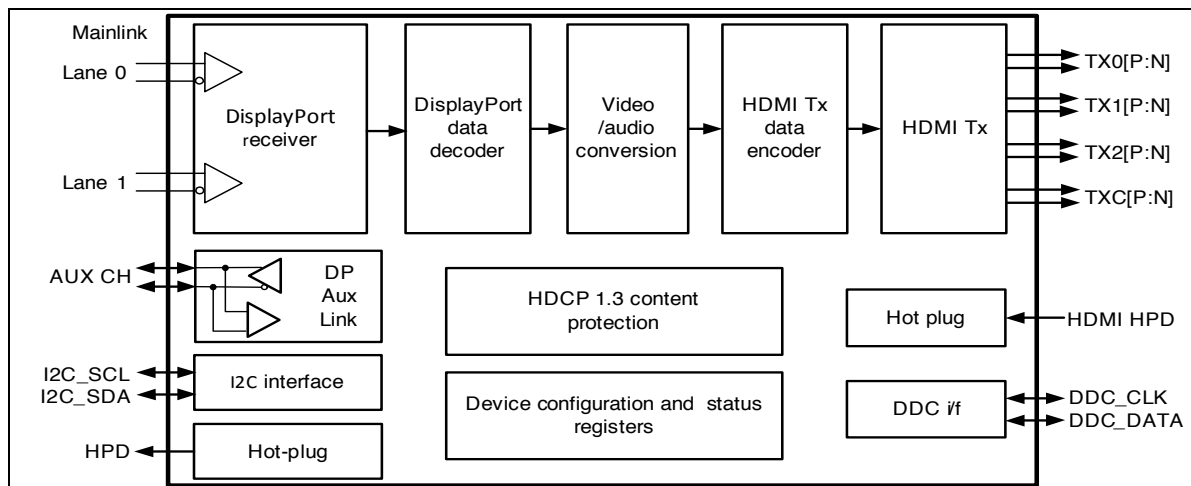 Mainlink
Lane 0
Lane 1
DisplayPort
receiver
DisplayPort
data
decoder
Video
/audio
conversion
HDMI Tx
data
encoder
HDMI Tx
TX0[P:N]
TX1[P:N]
TX2[P:N]
TXC[P:N]
AUX CH
DP
Aux
Link
HDCP 1.3 content
protection
Hot plug
HDMI HPD
I2C_SCL
I2C_SDA
I2C interface
Device configuration and status
registers
DDC i/f
DDC_CLK
DDC_DATA
HPD
Hot-plug